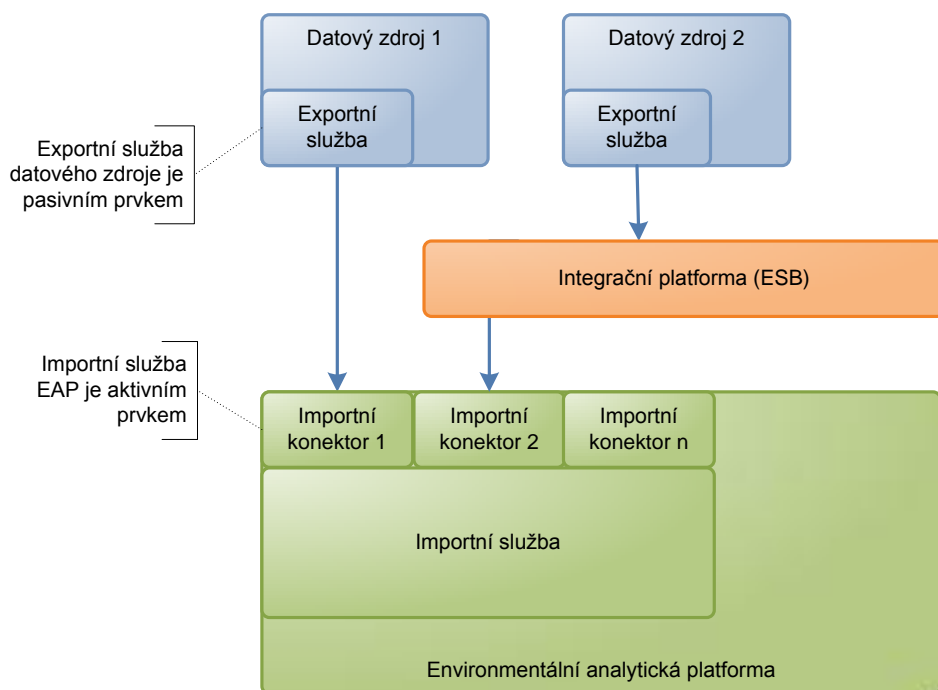 Datový zdroj 1
Datový zdroj 2
Exportní
služba
Exportní
služba
Exportní služba
datového zdroje je
pasivním prvkem
Integrační platforma (ESB)
Importní služba
EAP je aktivním
prvkem
Importní
konektor 1
Importní
konektor 2
Importní
konektor n
Importní služba
Environmentální analytická platforma